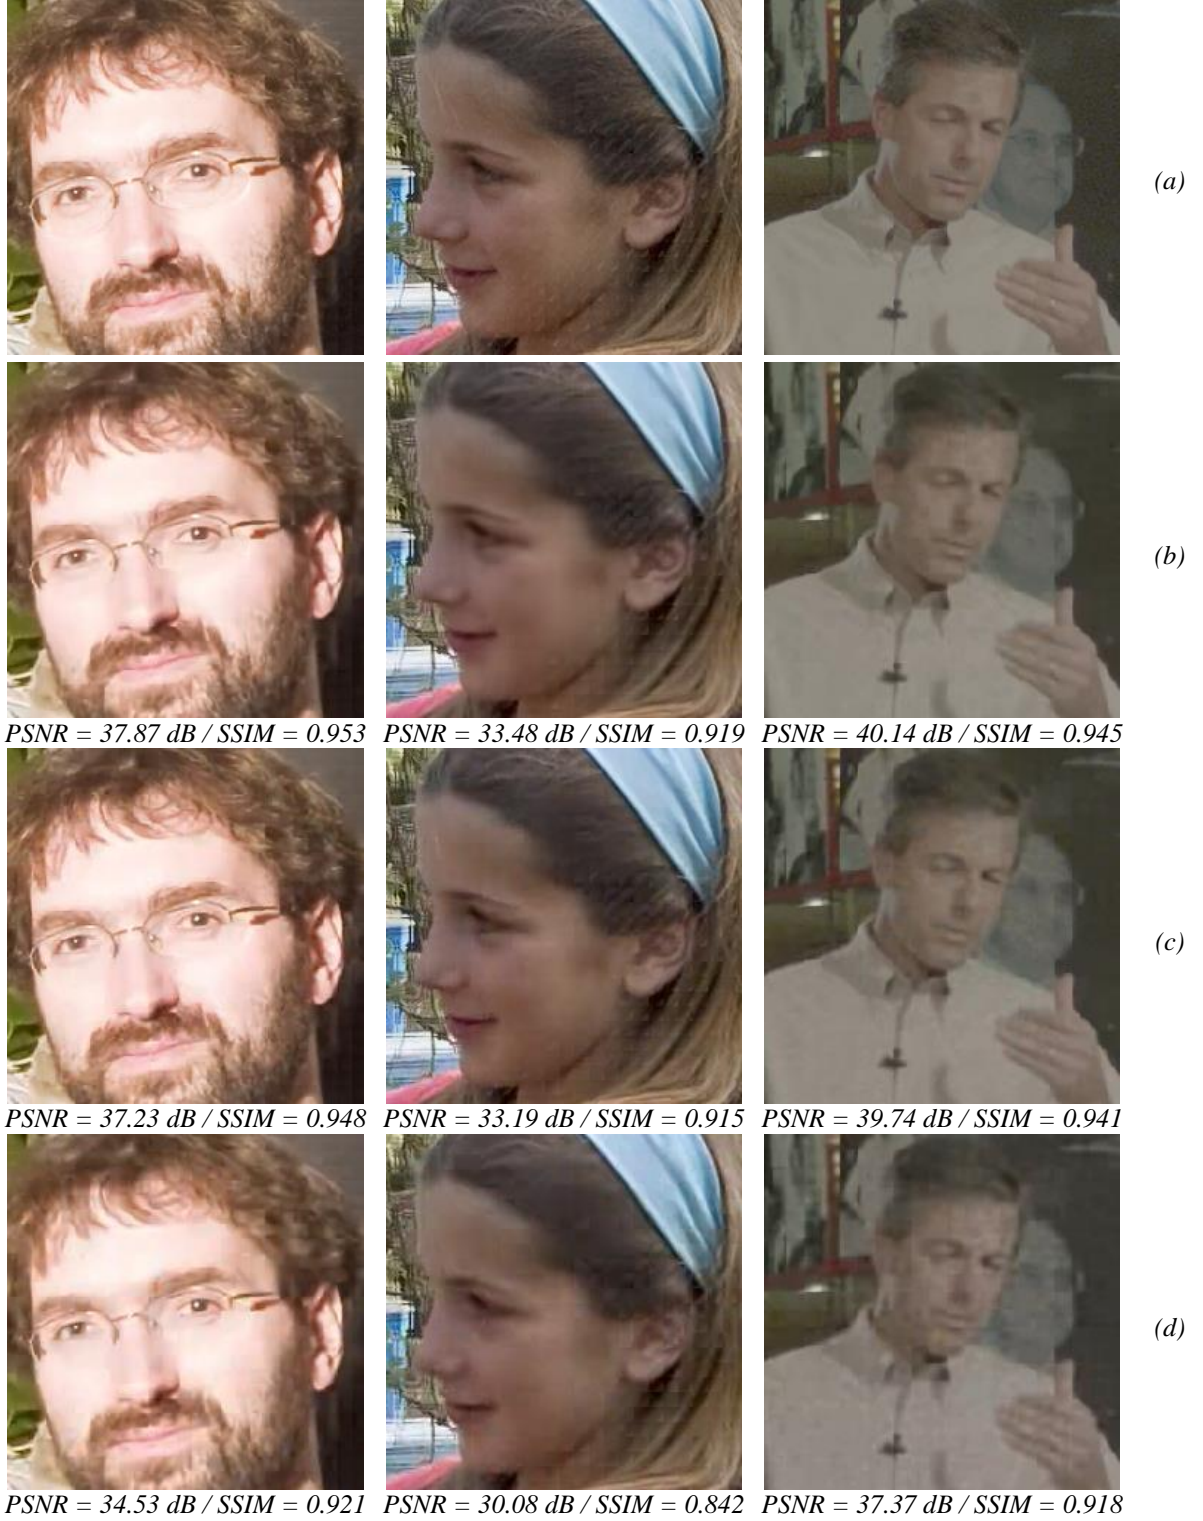 (a)
(b)
PSNR = 37.87 dB / SSIM = 0.953 PSNR = 33.48 dB / SSIM = 0.919 PSNR = 40.14 dB / SSIM = 0.945
(c)
PSNR = 37.23 dB / SSIM = 0.948 PSNR = 33.19 dB / SSIM = 0.915 PSNR = 39.74 dB / SSIM = 0.941
(d)
PSNR = 34.53 dB / SSIM = 0.921 PSNR = 30.08 dB / SSIM = 0.842 PSNR = 37.37 dB / SSIM = 0.918